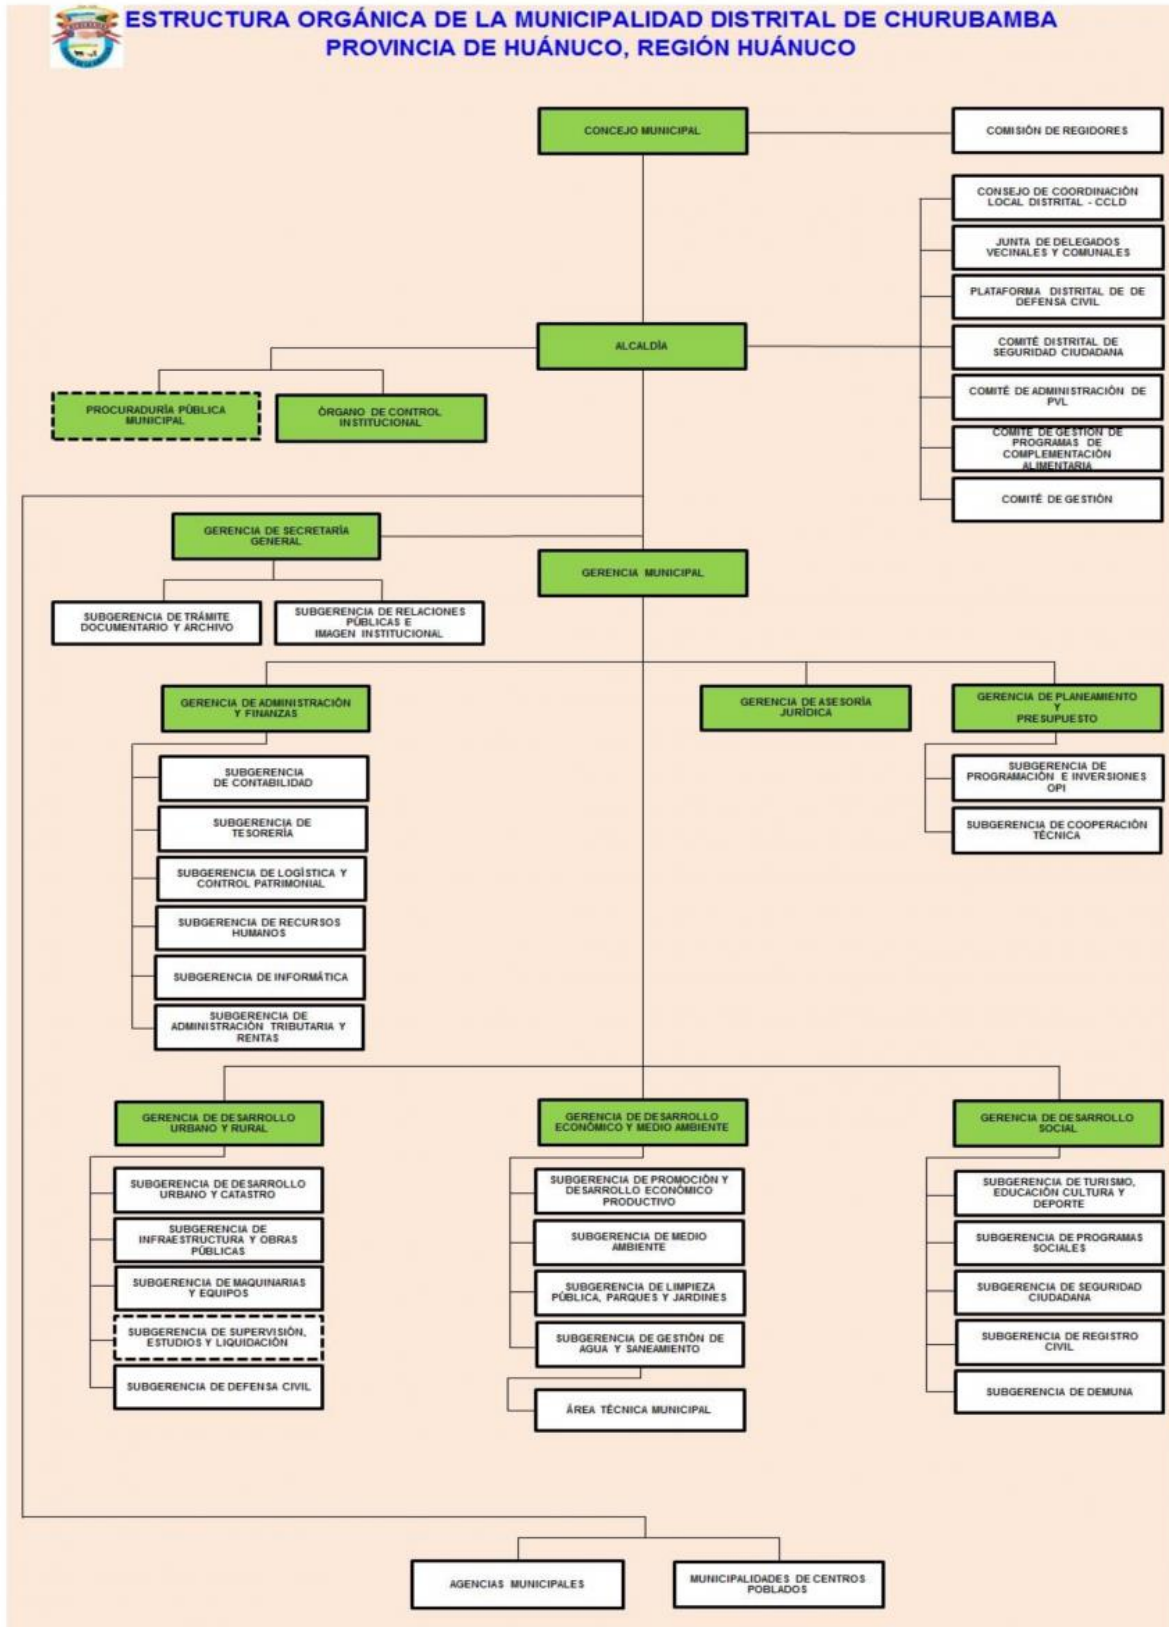 ESTRUCTURA ORGÁNICA DE LA MUNICIPALIDAD DISTRITAL DE CHURUBAMBA
PROVINCIA DE HUÁNUCO, REGIÓN HUÁNUCO
CONCEJO MUNICIPAL
COMISIÓN DE REGIDORES
CONSEJO DE COORDINACIÓN
LOCAL DISTRITAL - CCLD
JUNTA DE DELEGADOS
VECINALES Y COMUNALES
PLATAFORMA DISTRITAL DE DE
DEFENSA CIVIL
ALCALDÍA
COMITÉ DISTRITAL DE
SEGURIDAD CIUDADANA
PROCURADURÍA PÚBLICA
MUNICIPAL
ÓRGANO DE CONTROL
INSTITUCIONAL
COMITÉ DE ADMINISTRACIÓN DE
PVL
COMITÉ DE GESTIÓN DE
PROGRAMAS DE
COMPLEMENTACIÓN
ALIMENTARIA
COMITÉ DE GESTIÓN
GERENCIA DE SECRETARÍA
GENERAL
GERENCIA MUNICIPAL
SUBGERENCIA DE TRÁMITE
DOCUMENTARIO Y ARCHIVO
SUBGERENCIA DE RELACIONES
PÚBLICAS E
IMAGEN INSTITUCIONAL
GERENCIA DE ADMINISTRACIÓN
Y FINANZAS
GERENCIA DE ASESORÍA
JURÍDICA
GERENCIA DE PLANEAMIENTO
Y
PRESUPUESTO
SUBGERENCIA
DE CONTABILIDAD
SUBGERENCIA DE
TESORERÍA
SUBGERENCIA DE LOGÍSTICA Y
CONTROL PATRIMONIAL
SUBGERENCIA DE RECURSOS
HUMANOS
SUBGERENCIA DE INFORMÁTICA
SUBGERENCIA DE
ADMINISTRACIÓN TRIBUTARIA Y
RENTAS
SUBGERENCIA DE
PROGRAMACIÓN E INVERSIONES
OPI
SUBGERENCIA DE COOPERACIÓN
TÉCNICA
GERENCIA DE DESARROLLO
URBANO Y RURAL
GERENCIA DE DESARROLLO
ECONÓMICO Y MEDIO AMBIENTE
GERENCIA DE DESARROLLO
SOCIAL
SUBGERENCIA DE DESARROLLO
URBANO Y CATASTRO
SUBGERENCIA DE
INFRAESTRUCTURA Y OBRAS
PÚBLICAS
SUBGERENCIA DE MAQUINARIAS
Y EQUIPOS
SUBGERENCIA DE SUPERVISIÓN,
ESTUDIOS Y LIQUIDACIÓN
SUBGERENCIA DE DEFENSA CIVIL
SUBGERENCIA DE PROMOCIÓN Y
DESARROLLO ECONÓMICO
PRODUCTIVO
SUBGERENCIA DE MEDIO
AMBIENTE
SUBGERENCIA DE LIMPIEZA
PÚBLICA, PARQUES Y JARDINES
SUBGERENCIA DE GESTIÓN DE
AGUA Y SANEAMIENTO
ÁREA TÉCNICA MUNICIPAL
SUBGERENCIA DE TURISMO,
EDUCACIÓN CULTURA Y
DEPORTE
SUBGERENCIA DE PROGRAMAS
SOCIALES
SUBGERENCIA DE SEGURIDAD
CIUDADANA
SUBGERENCIA DE REGISTRO
CIVIL
SUBGERENCIA DE DEMUNA
AGENCIAS MUNICIPALES
MUNICIPALIDADES DE CENTROS
POBLADOS